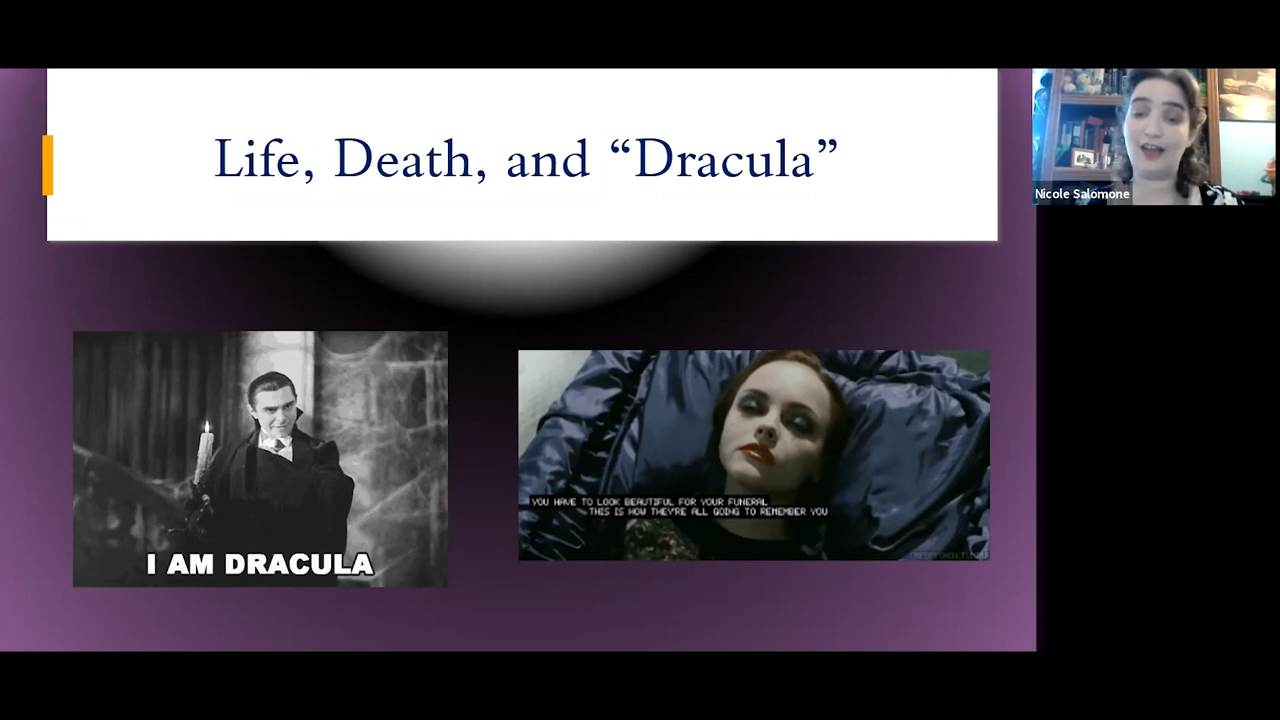 Life, Death, and “Dracula”
Nicole Salomone
I AM DRACULA
YOU HAVE TO LOOK BEAUTIFUL FOR YOUR FUNERAL
THIS IS HOW THEY'RE ALL GOING TO REMEMBER YOU